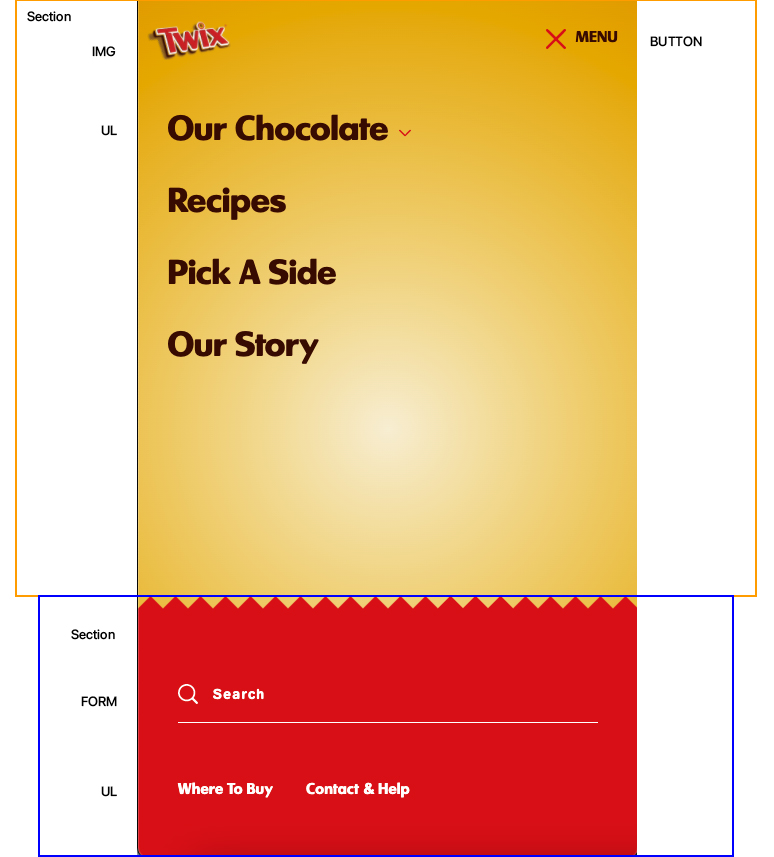 Section
IMG
Twix
MENU
BUTTON
UL
Our Chocolate
Recipes
Pick A Side
Our Story
Section
FORM
Search
UL
Where To Buy
Contact & Help